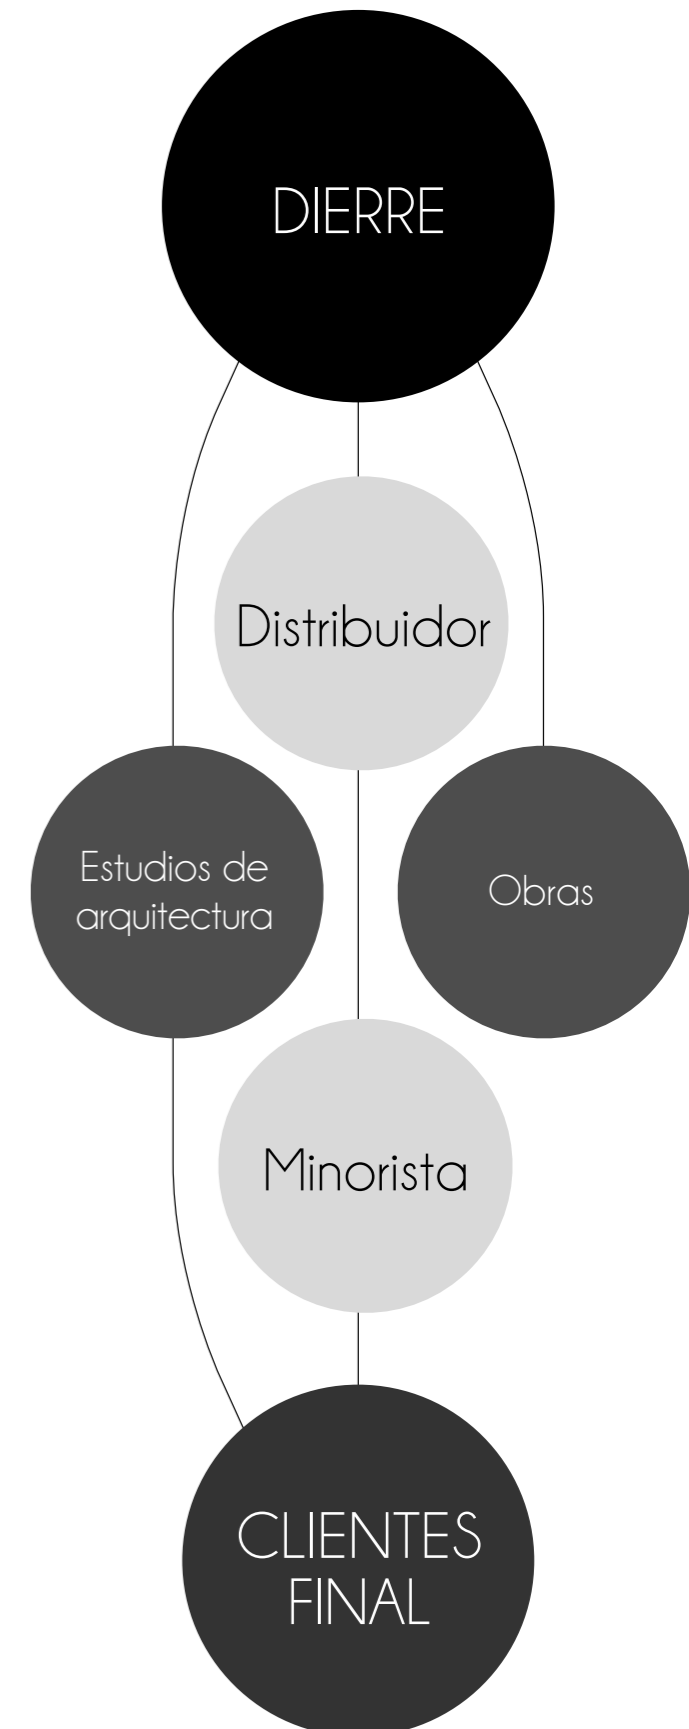 DIERRE
Distribuidor
Estudios de
arquitectura
Obras
Minorista
CLIENTES
FINAL